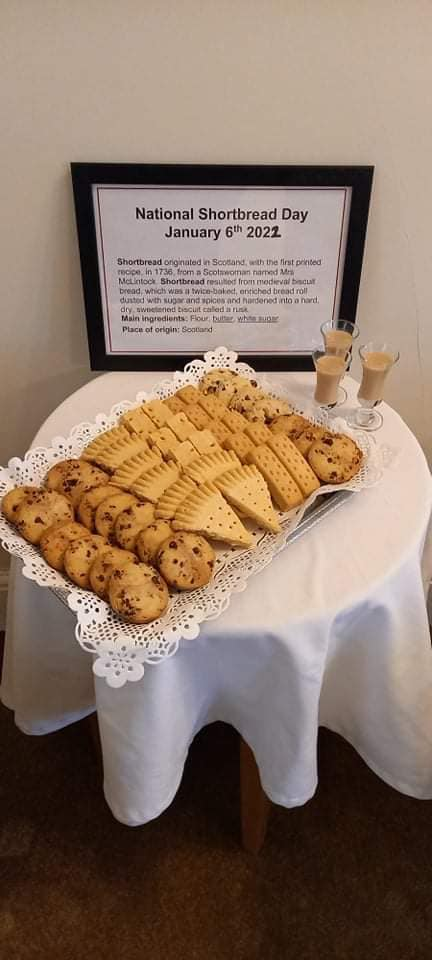 National Shortbread Day
January 6th 2022
Shortbread originated in Scotland, with the first printed
recipe, in 1736, from a Scotswoman named Mrs
McLintock. Shortbread resulted from medieval biscuit
bread, which was a twice-baked, enriched bread roll
dusted with sugar and spices and hardened into a hard,
dry, sweetened biscuit called a rusk.
Main ingredients: Flour, butter, white sugar
Place of origin: Scotland